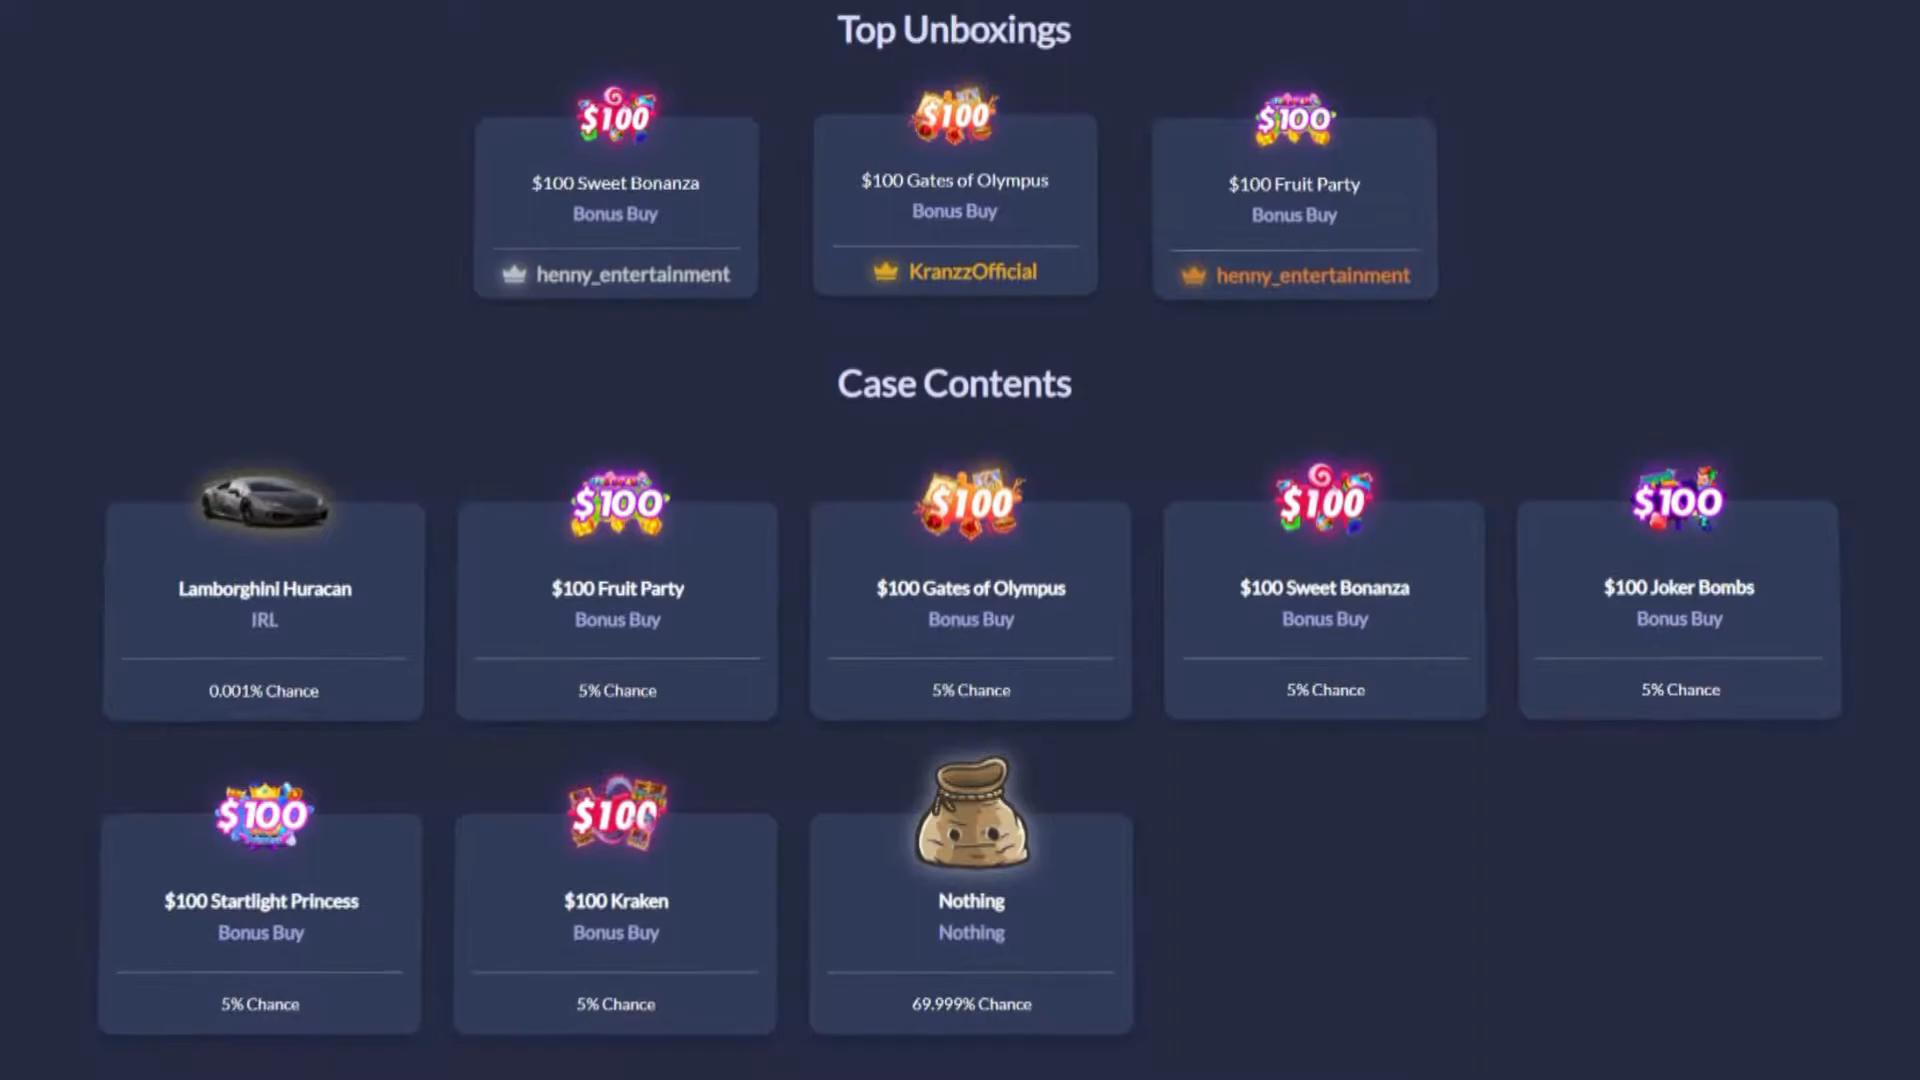 Top Unboxings
$100
$100 Sweet Bonanza
Bonus Buy
henny_entertainment
$100
$100 Gates of Olympus
Bonus Buy
KranzzOfficial
$100
$100 Fruit Party
Bonus Buy
henny_entertainment
Case Contents
Lamborghini Huracan
IRL
0.001% Chance
$100
$100 Fruit Party
Bonus Buy
5% Chance
$100
$100 Gates of Olympus
Bonus Buy
5% Chance
$100
$100 Sweet Bonanza
Bonus Buy
5% Chance
$100
$100 Joker Bombs
Bonus Buy
5% Chance
$100
$100 Startlight Princess
Bonus Buy
5% Chance
$100
$100 Kraken
Bonus Buy
5% Chance
Nothing
Nothing
69.999% Chance